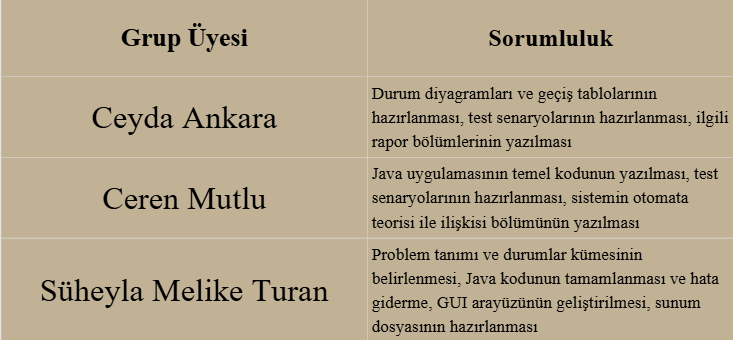 Grup Üyesi
Sorumluluk
Ceyda Ankara
Durum diyagramları ve geçiş tablolarının
hazırlanması, test senaryolarının hazırlanması, ilgili
rapor bölümlerinin yazılması
Ceren Mutlu
Java uygulamasının temel kodunun yazılması, test
senaryolarının hazırlanması, sistemin otomata
teorisi ile ilişkisi bölümünün yazılması
Süheyla Melike Turan
Problem tanımı ve durumlar kümesinin
belirlenmesi, Java kodunun tamamlanması ve hata
giderme, GUI arayüzünün geliştirilmesi, sunum
dosyasının hazırlanması